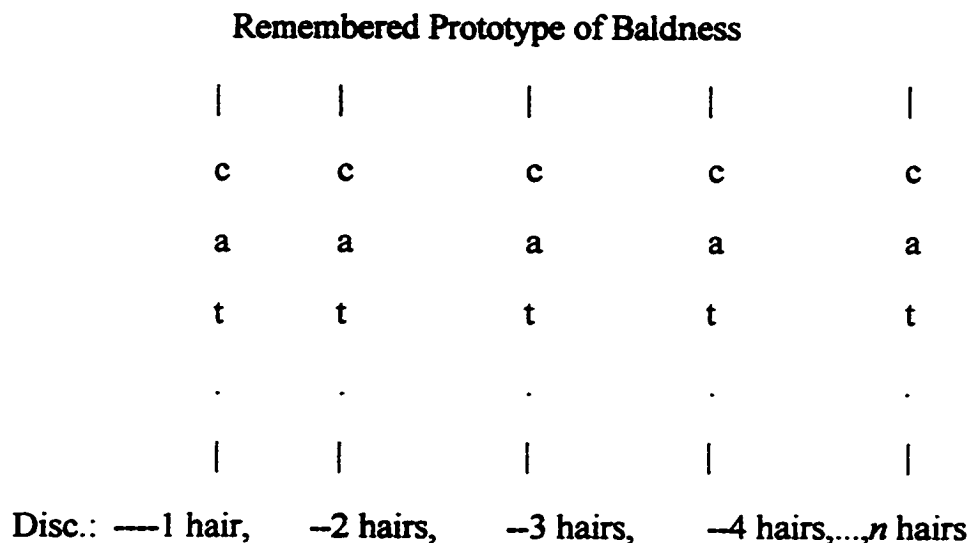 Remembered Prototype of Baldness
| | | | |
c c c c c
a a a a a
t t t t t
. . . . .
| | | | |
Disc.: ----1 hair, --2 hairs, --3 hairs, --4 hairs,...,n hairs